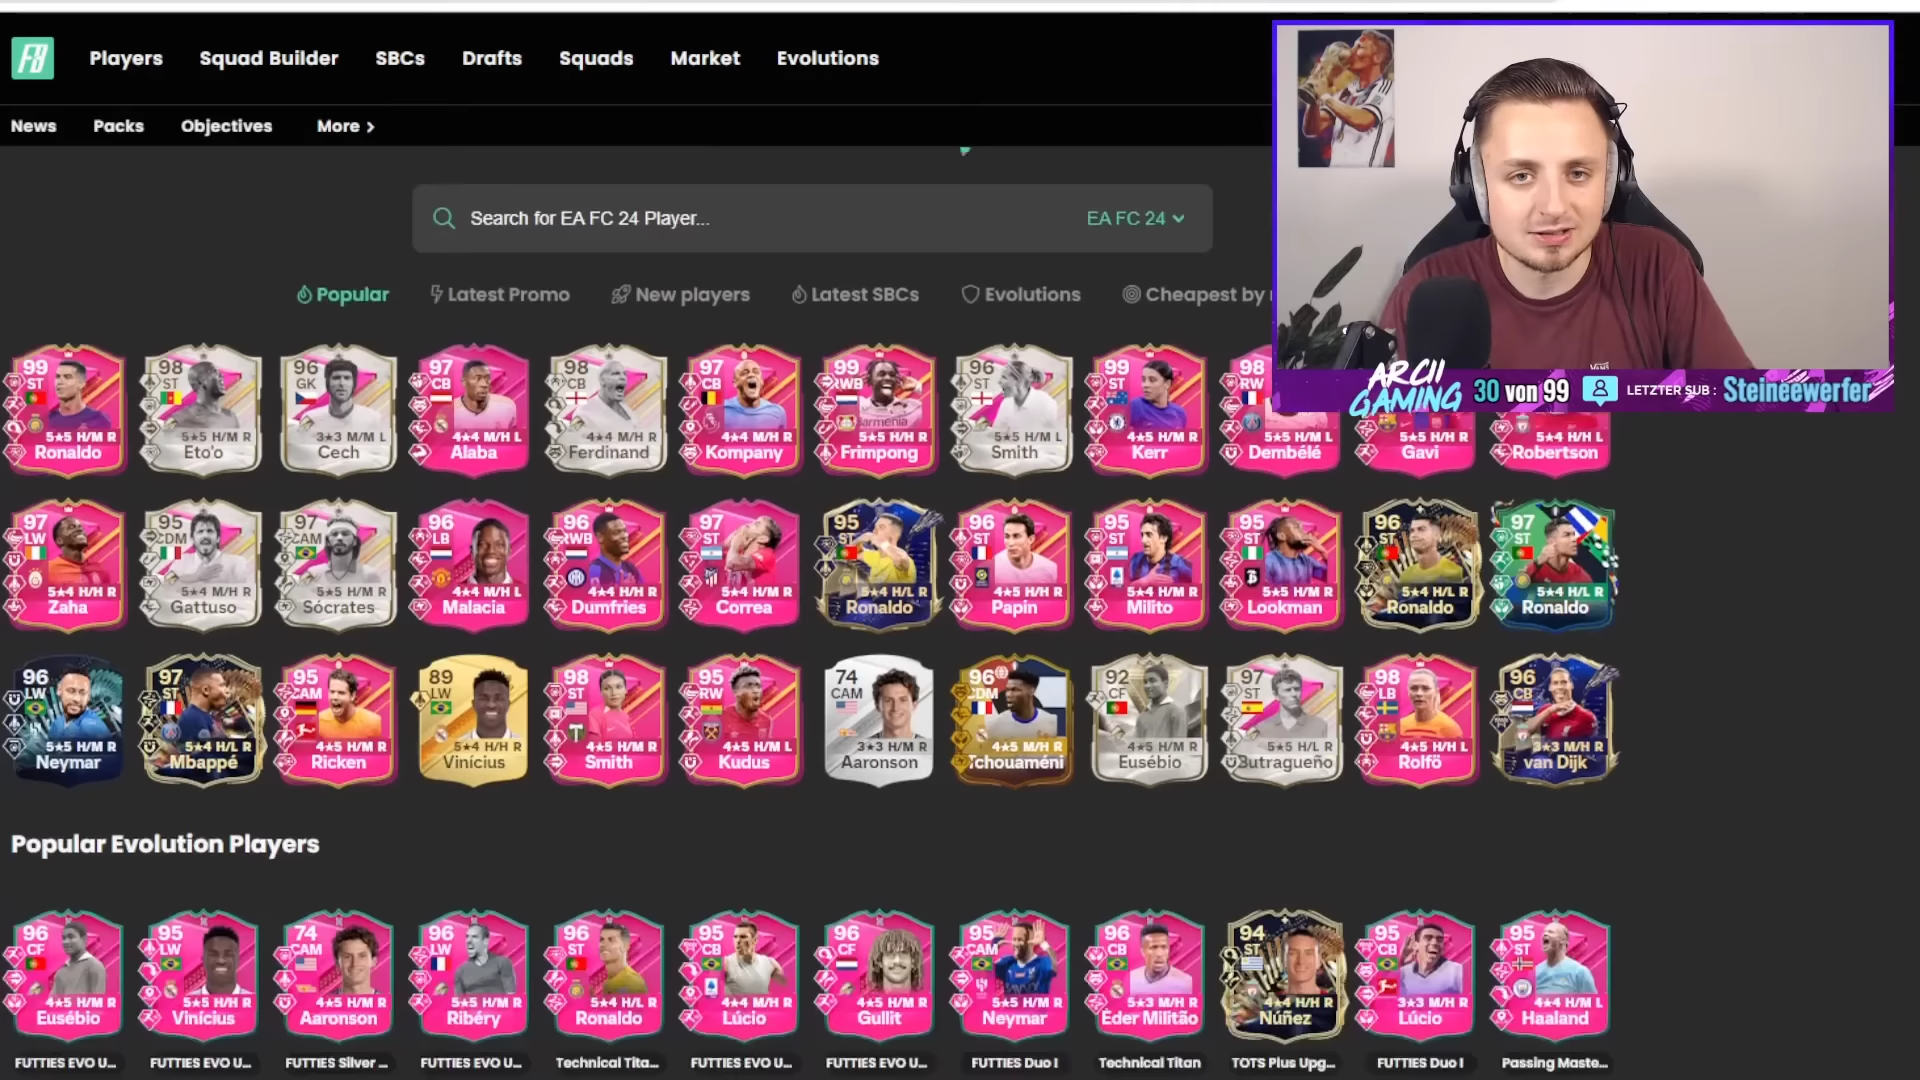 FB
Players Squad Builder SBCs Drafts Squads Market Evolutions
News Packs Objectives More
Search for EA FC 24 Player... EA FC 24
Popular Latest Promo New players Latest SBCs Evolutions Cheapest by
ARCII GAMING 30 von 99 LETZTER SUB : Steineewerfer
99 ST 5★5 H/M R Ronaldo
98 ST 5★5 H/M R Eto'o
96 GK 3★3 M/M L Cech
97 CB 4★4 M/H L Alaba
98 CB 4★4 M/H R Ferdinand
97 CB 4★4 M/H R Kompany
99 RWB 5★5 H/H R Frimpong
96 ST 5★5 H/M L Smith
99 ST 4★5 H/M R Kerr
98 RW 5★5 H/M L Dembélé
Gavi
5★4 H/H L Robertson
97 LW 5★4 H/H R Zaha
95 CDM 5★4 M/H R Gattuso
97 CAM 5★5 H/M R Sócrates
96 LB 4★4 M/H L Malacia
96 RWB 4★4 H/H R Dumfries
97 ST 5★4 H/M R Correa
95 ST 5★4 H/L R Ronaldo
96 ST 4★5 H/H R Papin
95 ST 5★4 H/M R Milito
95 ST 5★4 H/M R Lookman
96 ST 5★4 H/L R Ronaldo
97 ST 5★4 H/L R Ronaldo
96 LW 5★5 H/M R Neymar
97 ST 5★4 H/L R Mbappé
95 CAM 4★5 H/M R Ricken
89 LW 5★4 H/H R Vinícius
98 ST 4★5 H/M R Smith
95 RW 4★5 H/M L Kudus
74 CAM 3★3 H/M R Aaronson
96 CDM 4★5 M/H R Tchouaméni
92 CF 4★5 H/M R Eusébio
97 ST 5★5 H/L R Butragueño
98 LB 4★5 H/H L Rolfö
96 CB 3★3 M/H R van Dijk
Popular Evolution Players
96 CF 4★5 H/M R Eusébio
95 LW 5★5 H/H R Vinícius
74 CAM 4★5 H/M R Aaronson
96 LW 5★5 H/M R Ribéry
96 ST 5★4 H/L R Ronaldo
95 CB 4★4 M/H R Lúcio
96 CF 4★5 H/M R Gullit
95 CAM 5★5 H/M R Neymar
96 CB 5★3 M/H R Éder Militão
94 ST 4★4 H/H R Núñez
95 CB 3★3 M/H R Lúcio
95 ST 4★4 H/M L Haaland
FUTTIES EVO U... FUTTIES EVO U... FUTTIES Silver ... FUTTIES EVO U... Technical Tita... FUTTIES EVO U... FUTTIES EVO U... FUTTIES Duo I Technical Titan TOTS Plus Upg... FUTTIES Duo I Passing Maste...